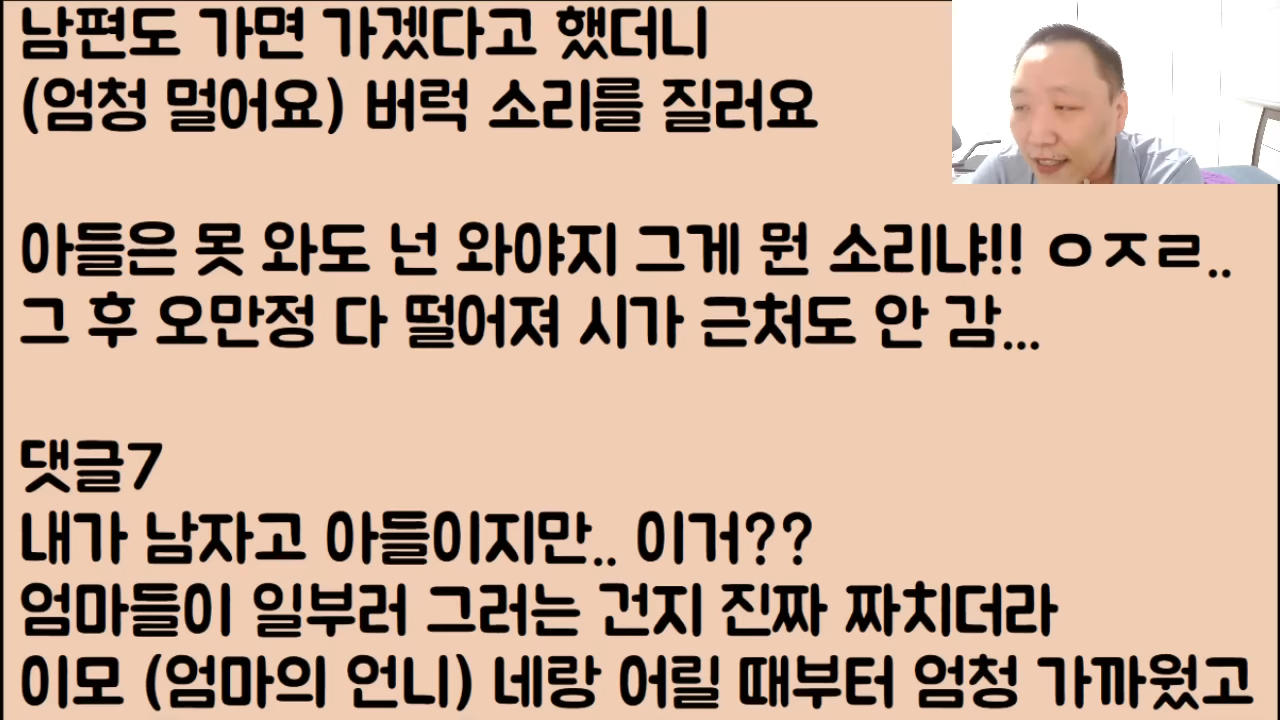 남편도 가면 가겠다고 했더니
(엄청 멀어요) 버럭 소리를 질러요
아들은 못 와도 넌 와야지 그게 뭔 소리냐!! ㅇㅈㄹ..
그 후 오만정 다 떨어져 시가 근처도 안 감...
댓글7
내가 남자고 아들이지만.. 이거??
엄마들이 일부러 그러는 건지 진짜 짜치더라
이모 (엄마의 언니) 네랑 어릴 때부터 엄청 가까웠고